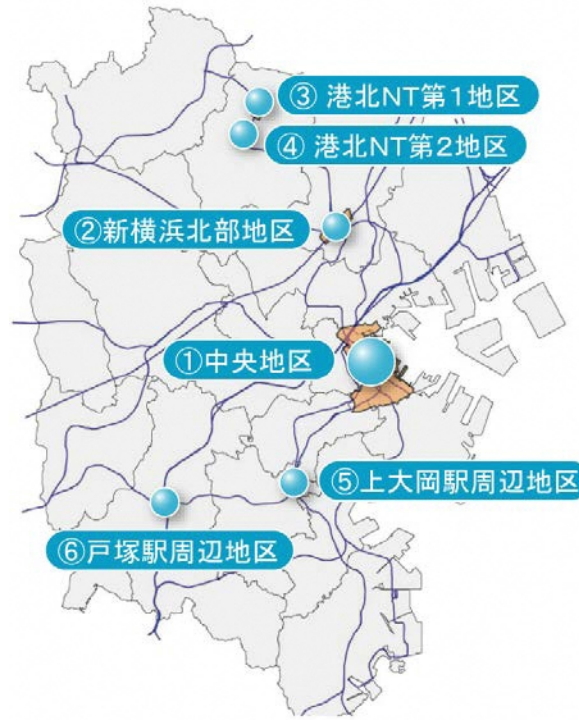 ③ 港北NT第1地区
④ 港北NT第2地区
②新横浜北部地区
①中央地区
⑤上大岡駅周辺地区
⑥戸塚駅周辺地区